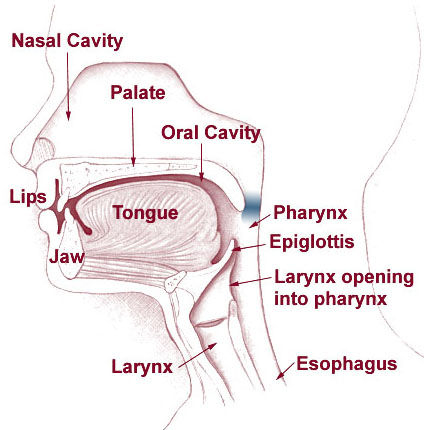 Nasal Cavity
Palate
Oral Cavity
Lips
Tongue
Pharynx
Epiglottis
Jaw
Larynx opening
into pharynx
Larynx
Esophagus